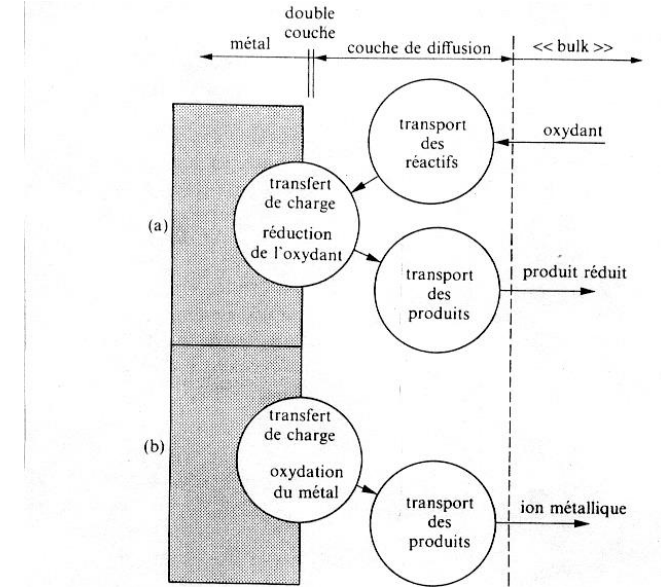 double
couche
métal
couche de diffusion
<< bulk >>
transport
des
réactifs
oxydant
transfert
de charge
réduction
de l'oxydant
(a)
transport
des
produits
produit réduit
transfert
de charge
oxydation
du métal
(b)
transport
des
produits
ion métallique